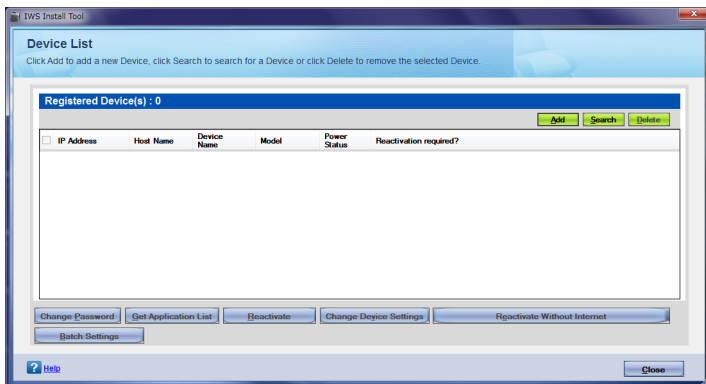 IWS Install Tool
Device List
Click Add to add a new Device, click Search to search for a Device or click Delete to remove the selected Device.
Registered Device(s) : 0
Add Search Delete
IP Address Host Name Device Name Model Power Status Reactivation required?
Change Password Get Application List Reactivate Change Device Settings Reactivate Without Internet
Batch Settings
? Help Close